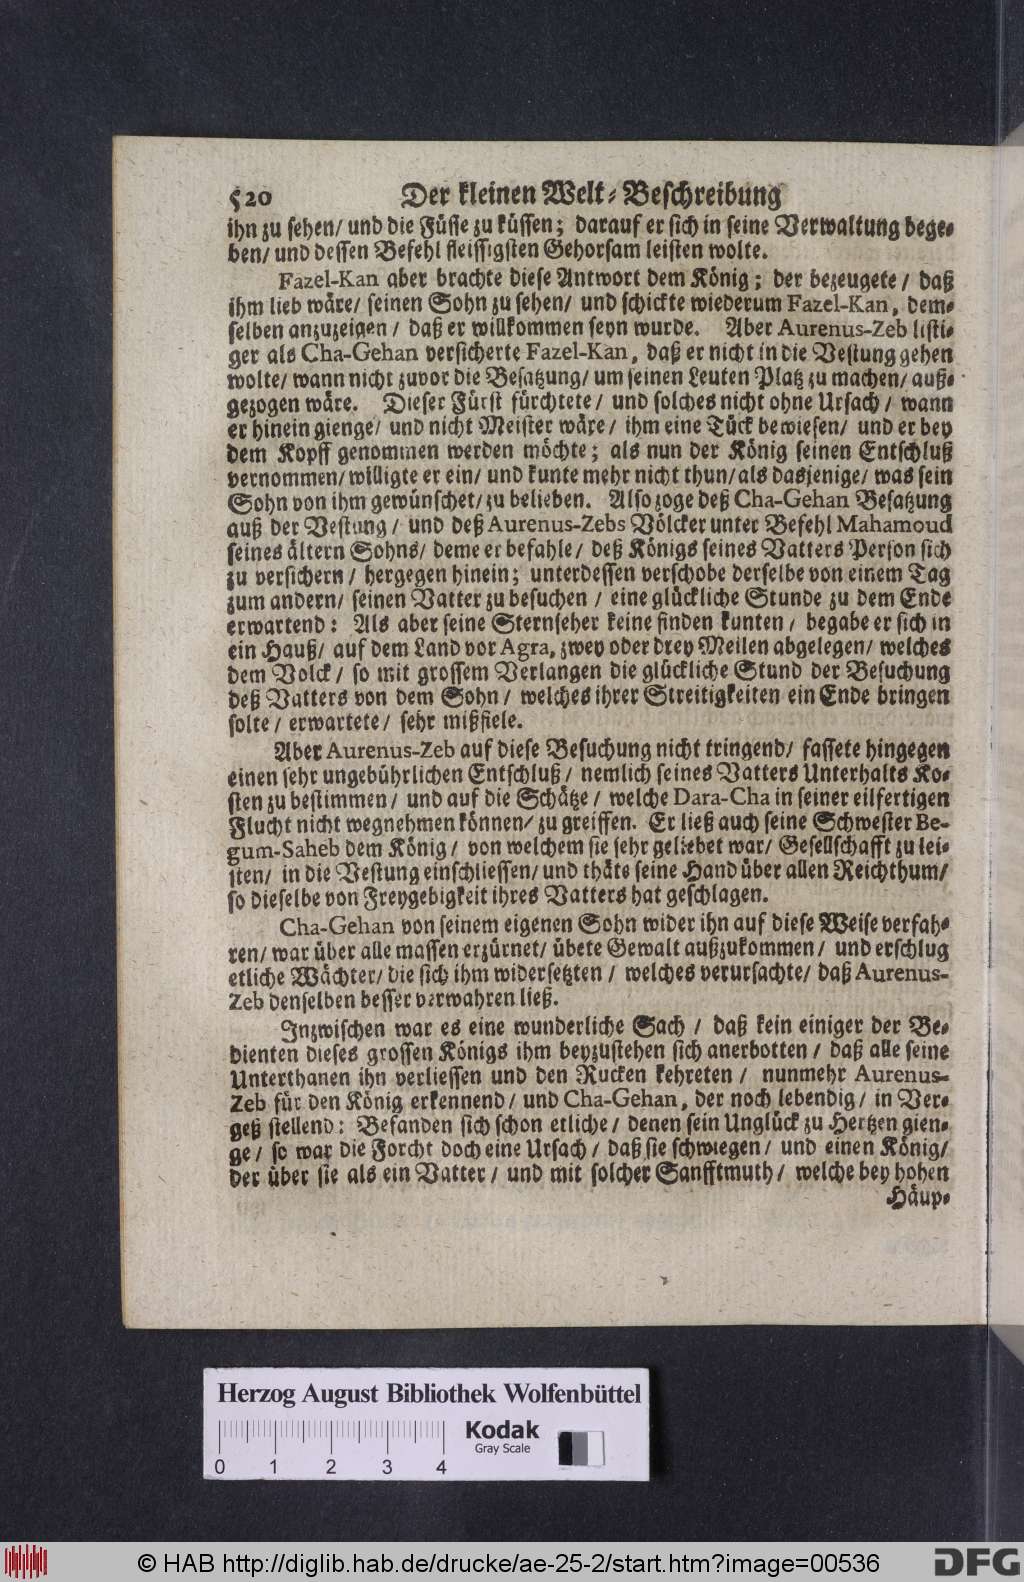 520 Der kleinen Welt-Beschreibung
ihn zu sehen/ und die Füsse zu küssen; darauf er sich in seine Verwaltung bege-
ben/ und dessen Befehl fleissigsten Gehorsam leisten wolte.
Fazel-Kan aber brachte diese Antwort dem König; der bezeugete/ daß
ihm lieb wäre/ seinen Sohn zu sehen/ und schickte wiederum Fazel-Kan, dem-
selben anzuzeigen/ daß er willkommen seyn wurde. Aber Aurenus-Zeb listi-
ger als Cha-Gehan versicherte Fazel-Kan, daß er nicht in die Vestung gehen
wolte/ wann nicht zuvor die Besatzung/ um seinen Leuten Platz zu machen/ auß-
gezogen wäre. Dieser Fürst fürchtete/ und solches nicht ohne Ursach/ wann
er hinein gienge/ und nicht Meister wäre/ ihm eine Tück bewiesen/ und er bey
dem Kopff genommen werden möchte; als nun der König seinen Entschluß
vernommen/ willigte er ein/ und kunte mehr nicht thun/ als dasjenige/ was sein
Sohn von ihm gewünschet/ zu belieben. Also zoge deß Cha-Gehan Besatzung
auß der Vestung/ und deß Aurenus-Zebs Völcker unter Befehl Mahamoud
seines ältern Sohns/ deme er befahle/ deß Königs seines Vatters Person sich
zu versichern/ hergegen hinein; unterdessen verschobe derselbe von einem Tag
zum andern/ seinen Vatter zu besuchen/ eine glückliche Stunde zu dem Ende
erwartend: Als aber seine Sternseher keine finden kunten/ begabe er sich in
ein Hauß/ auf dem Land vor Agra, zwey oder drey Meilen abgelegen/ welches
dem Volck/ so mit grossem Verlangen die glückliche Stund der Besuchung
deß Vatters von dem Sohn/ welches ihrer Streitigkeiten ein Ende bringen
solte/ erwartete/ sehr mißfiele.
Aber Aurenus-Zeb auf diese Besuchung nicht tringend/ fassete hingegen
einen sehr ungebührlichen Entschluß/ nemlich seines Vatters Unterhalts Ko-
sten zu bestimmen/ und auf die Schätze/ welche Dara-Cha in seiner eilfertigen
Flucht nicht wegnehmen können/ zu greiffen. Er ließ auch seine Schwester Be-
gum-Saheb dem König/ von welchem sie sehr geliebet war/ Gesellschafft zu lei-
sten/ in die Vestung einschliessen/ und thäte seine Hand über allen Reichthum/
so dieselbe von Freygebigkeit ihres Vatters hat geschlagen.
Cha-Gehan von seinem eigenen Sohn wider ihn auf diese Weise verfah-
ren/ war über alle massen erzürnet/ übete Gewalt außzukommen/ und erschlug
etliche Wächter/ die sich ihm widersetzten/ welches verursachte/ daß Aurenus-
Zeb denselben besser verwahren ließ.
Inzwischen war es eine wunderliche Sach/ daß kein einiger der Be-
dienten dieses grossen Königs ihm beyzustehen sich anerbotten/ daß alle seine
Unterthanen ihn verliessen und den Rucken kehreten/ nunmehr Aurenus-
Zeb für den König erkennend/ und Cha-Gehan, der noch lebendig/ in Ver-
geß stellend: Befanden sich schon etliche/ denen sein Unglück zu Hertzen gien-
ge/ so war die Forcht doch eine Ursach/ daß sie schwiegen/ und einen König/
der über sie als ein Vatter/ und mit solcher Sanfftmuth/ welche bey hohen
Häup-
Herzog August Bibliothek Wolfenbüttel
Kodak
Gray Scale
0 1 2 3 4
© HAB http://diglib.hab.de/drucke/ae-25-2/start.htm?image=00536
DFG